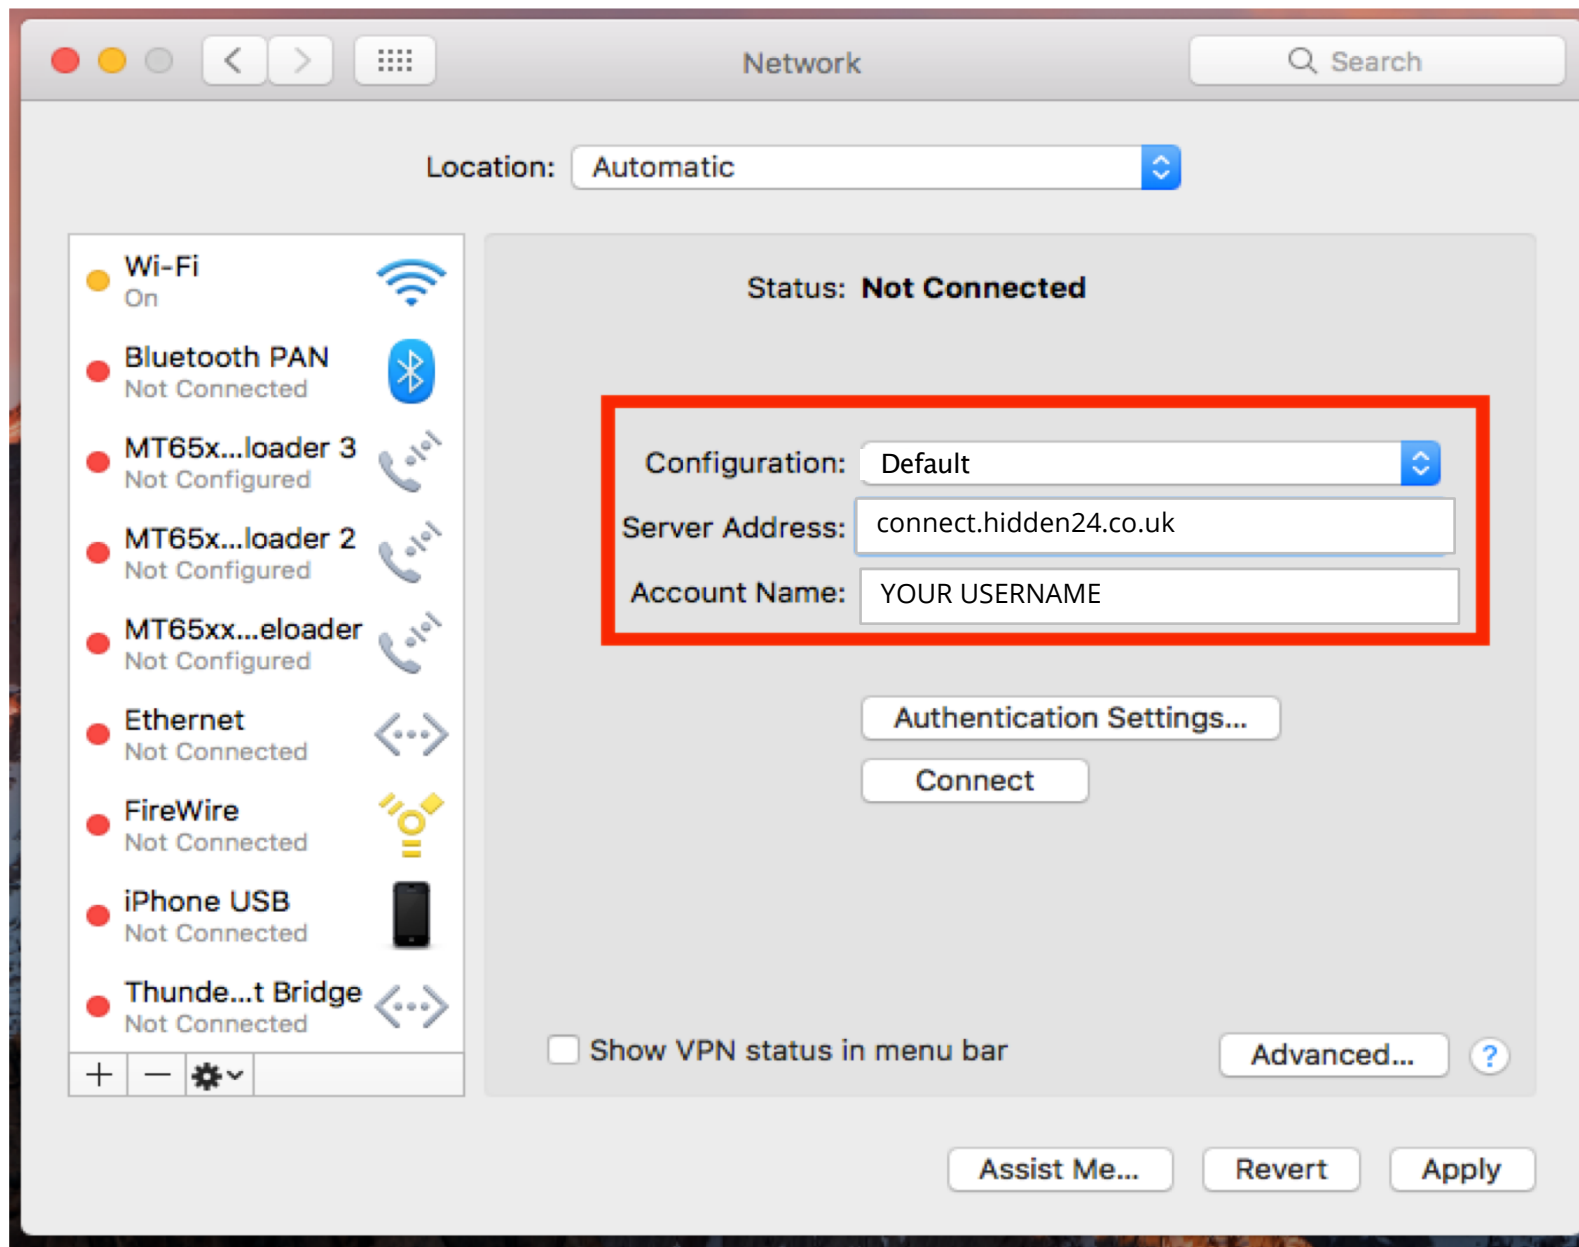 Network
Search
Location: Automatic
Wi-Fi
On
Bluetooth PAN
Not Connected
MT65x...loader 3
Not Configured
MT65x...loader 2
Not Configured
MT65xx...eloader
Not Configured
Ethernet
Not Connected
FireWire
Not Connected
iPhone USB
Not Connected
Thunde...t Bridge
Not Connected
Status: Not Connected
Configuration: Default
Server Address: connect.hidden24.co.uk
Account Name: YOUR USERNAME
Authentication Settings...
Connect
Show VPN status in menu bar
Advanced... ?
Assist Me... Revert Apply